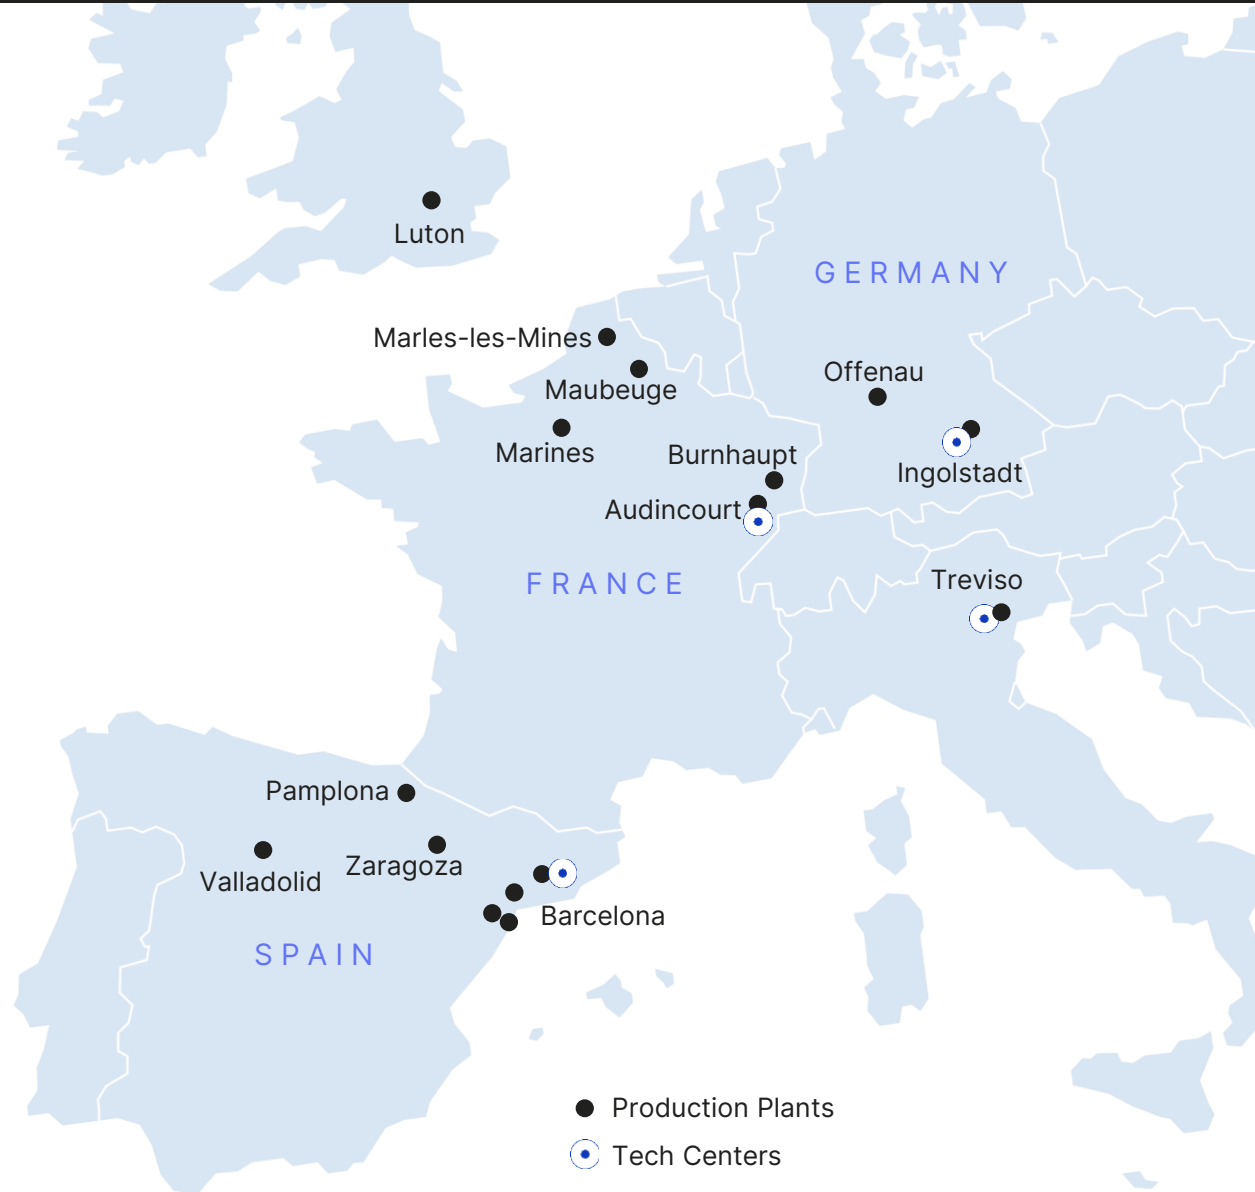 Luton
GERMANY
Marles-les-Mines
Offenau
Maubeuge
Marines
Burnhaupt
Ingolstadt
Audincourt
FRANCE
Treviso
Pamplona
Zaragoza
Valladolid
Barcelona
SPAIN
Production Plants
Tech Centers